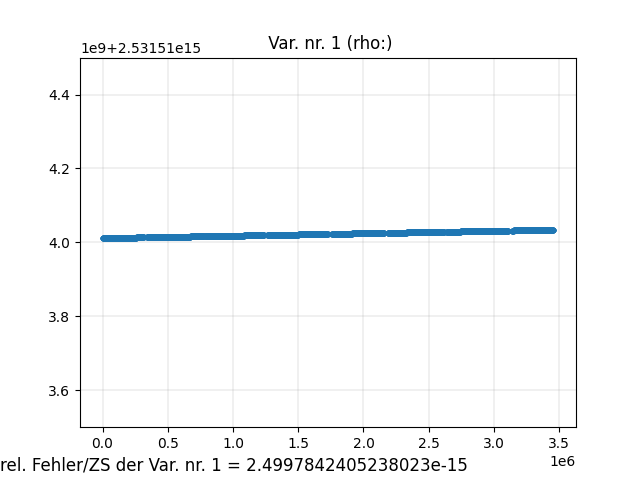 Var. nr. 1 (rho:)
1e9+2.53151e15
4.4
4.2
4.0
3.8
3.6
0.0 0.5 1.0 1.5 2.0 2.5 3.0 3.5
1e6
rel. Fehler/ZS der Var. nr. 1 = 2.4997842405238023e-15